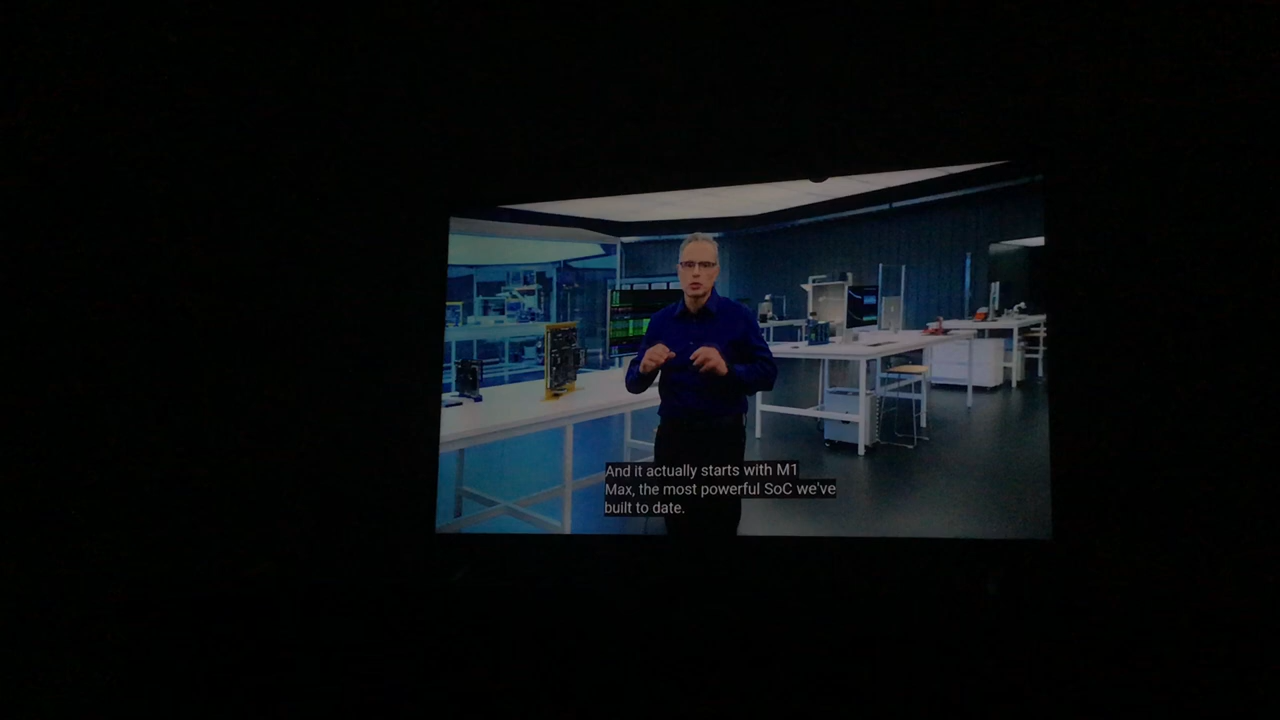 And it actually starts with M1
Max, the most powerful SoC we've
built to date.